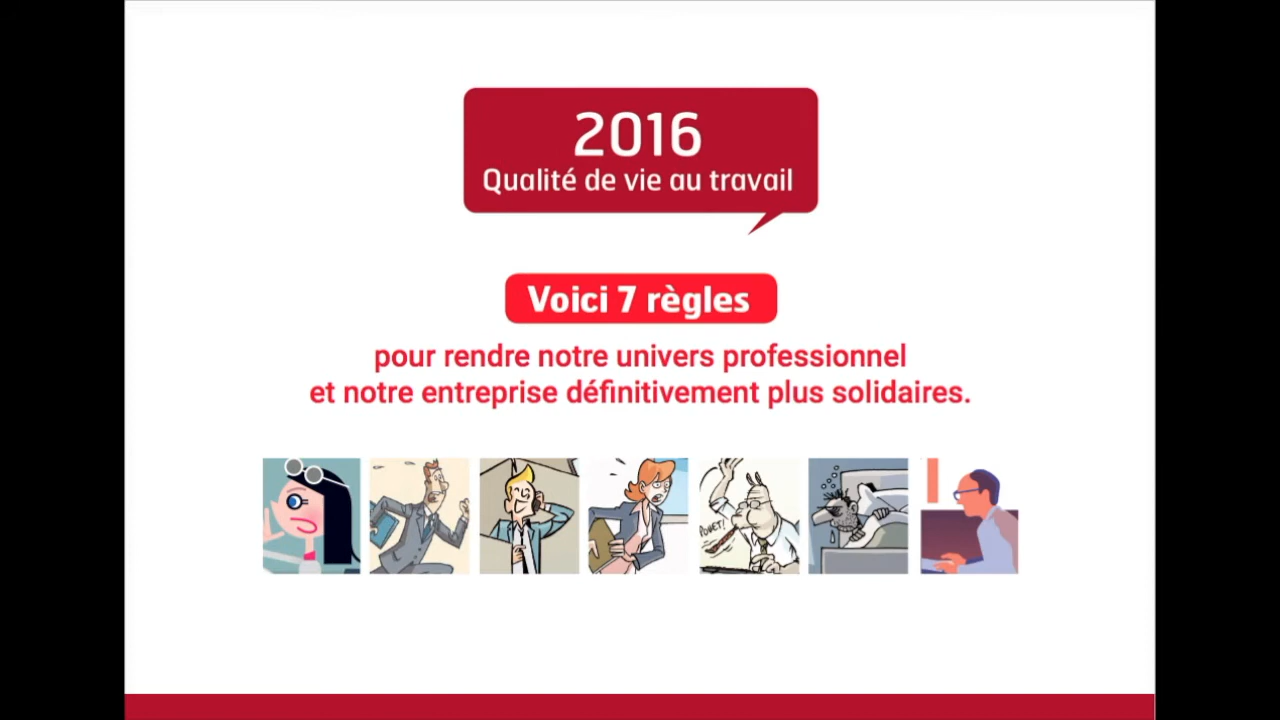 2016
Qualité de vie au travail
Voici 7 règles
pour rendre notre univers professionnel
et notre entreprise définitivement plus solidaires.
POUET!